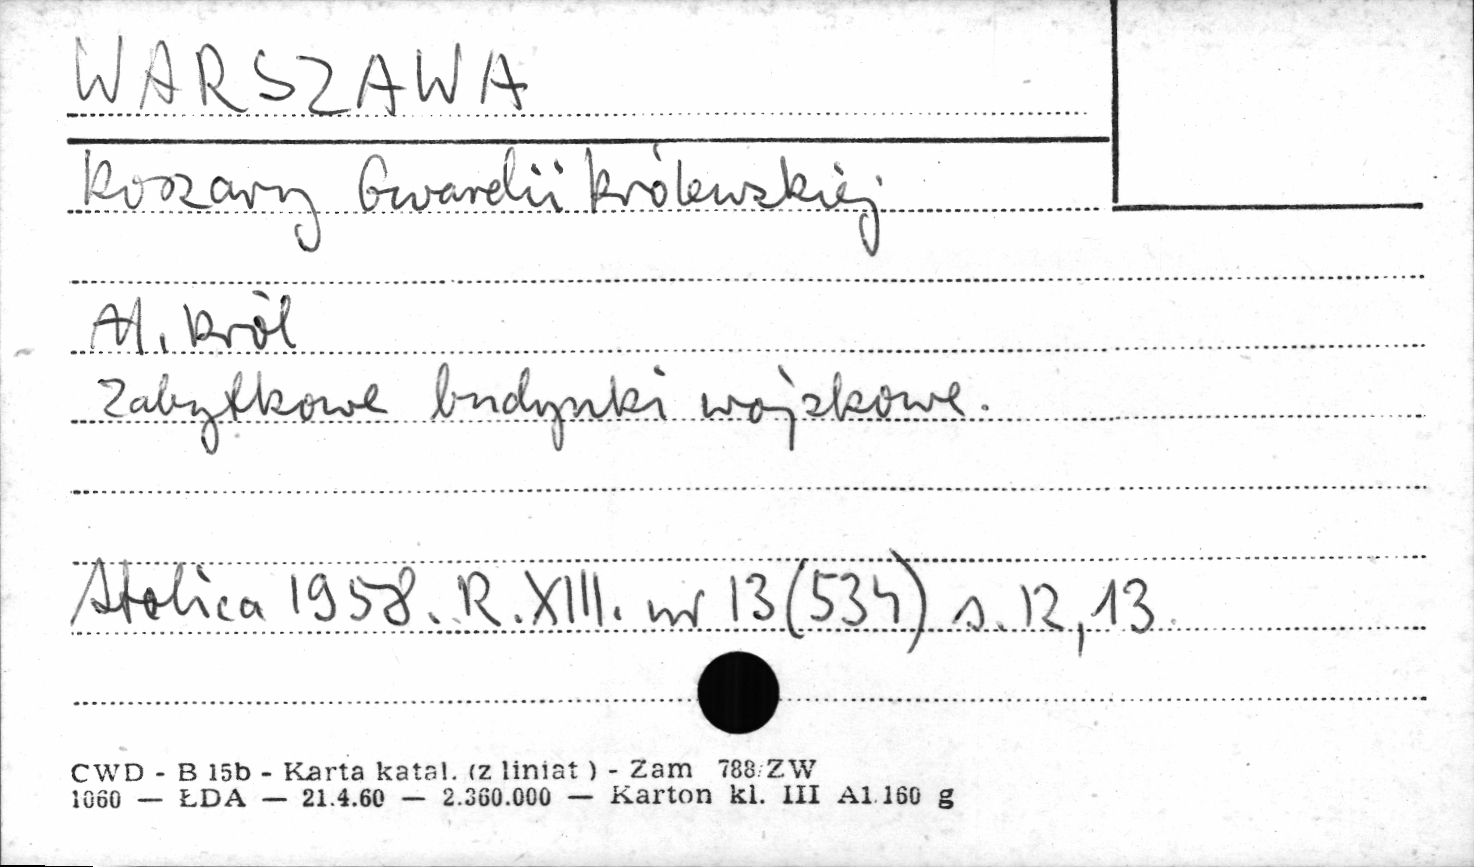 WARSZAWA
Koszary Gwardii Królewskiej
Al. Król
Zabytkowe budynki wojskowe.
Stolica 1958. R. XIII. nr 13 (534) s. 12, 13.
CWD - B 15b - Karta katal. (z liniat ) - Zam 788/ZW
1060 — ŁDA — 21.4.60 — 2.360.000 — Karton kl. III A1 160 g